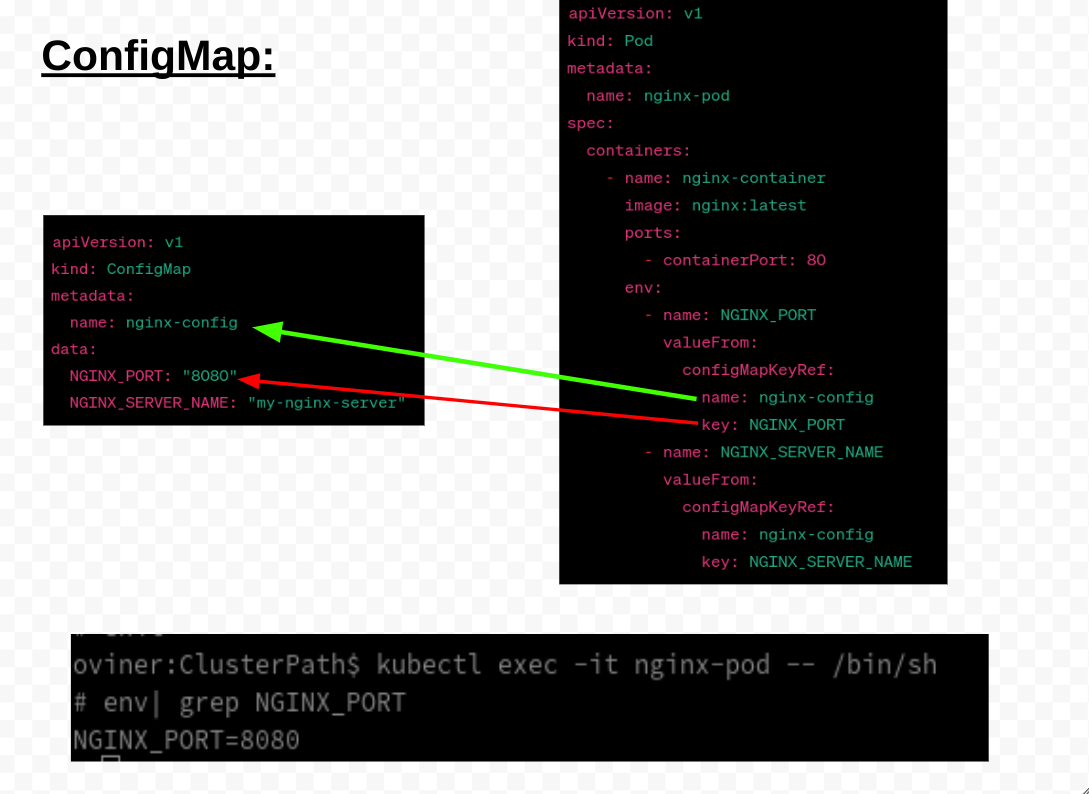 ConfigMap:
apiVersion: v1
kind: ConfigMap
metadata:
  name: nginx-config
data:
  NGINX_PORT: "8080"
  NGINX_SERVER_NAME: "my-nginx-server"
apiVersion: v1
kind: Pod
metadata:
  name: nginx-pod
spec:
  containers:
    - name: nginx-container
      image: nginx:latest
      ports:
        - containerPort: 80
      env:
        - name: NGINX_PORT
          valueFrom:
            configMapKeyRef:
              name: nginx-config
              key: NGINX_PORT
        - name: NGINX_SERVER_NAME
          valueFrom:
            configMapKeyRef:
              name: nginx-config
              key: NGINX_SERVER_NAME
oviner:ClusterPath$ kubectl exec -it nginx-pod -- /bin/sh
# env| grep NGINX_PORT
NGINX_PORT=8080